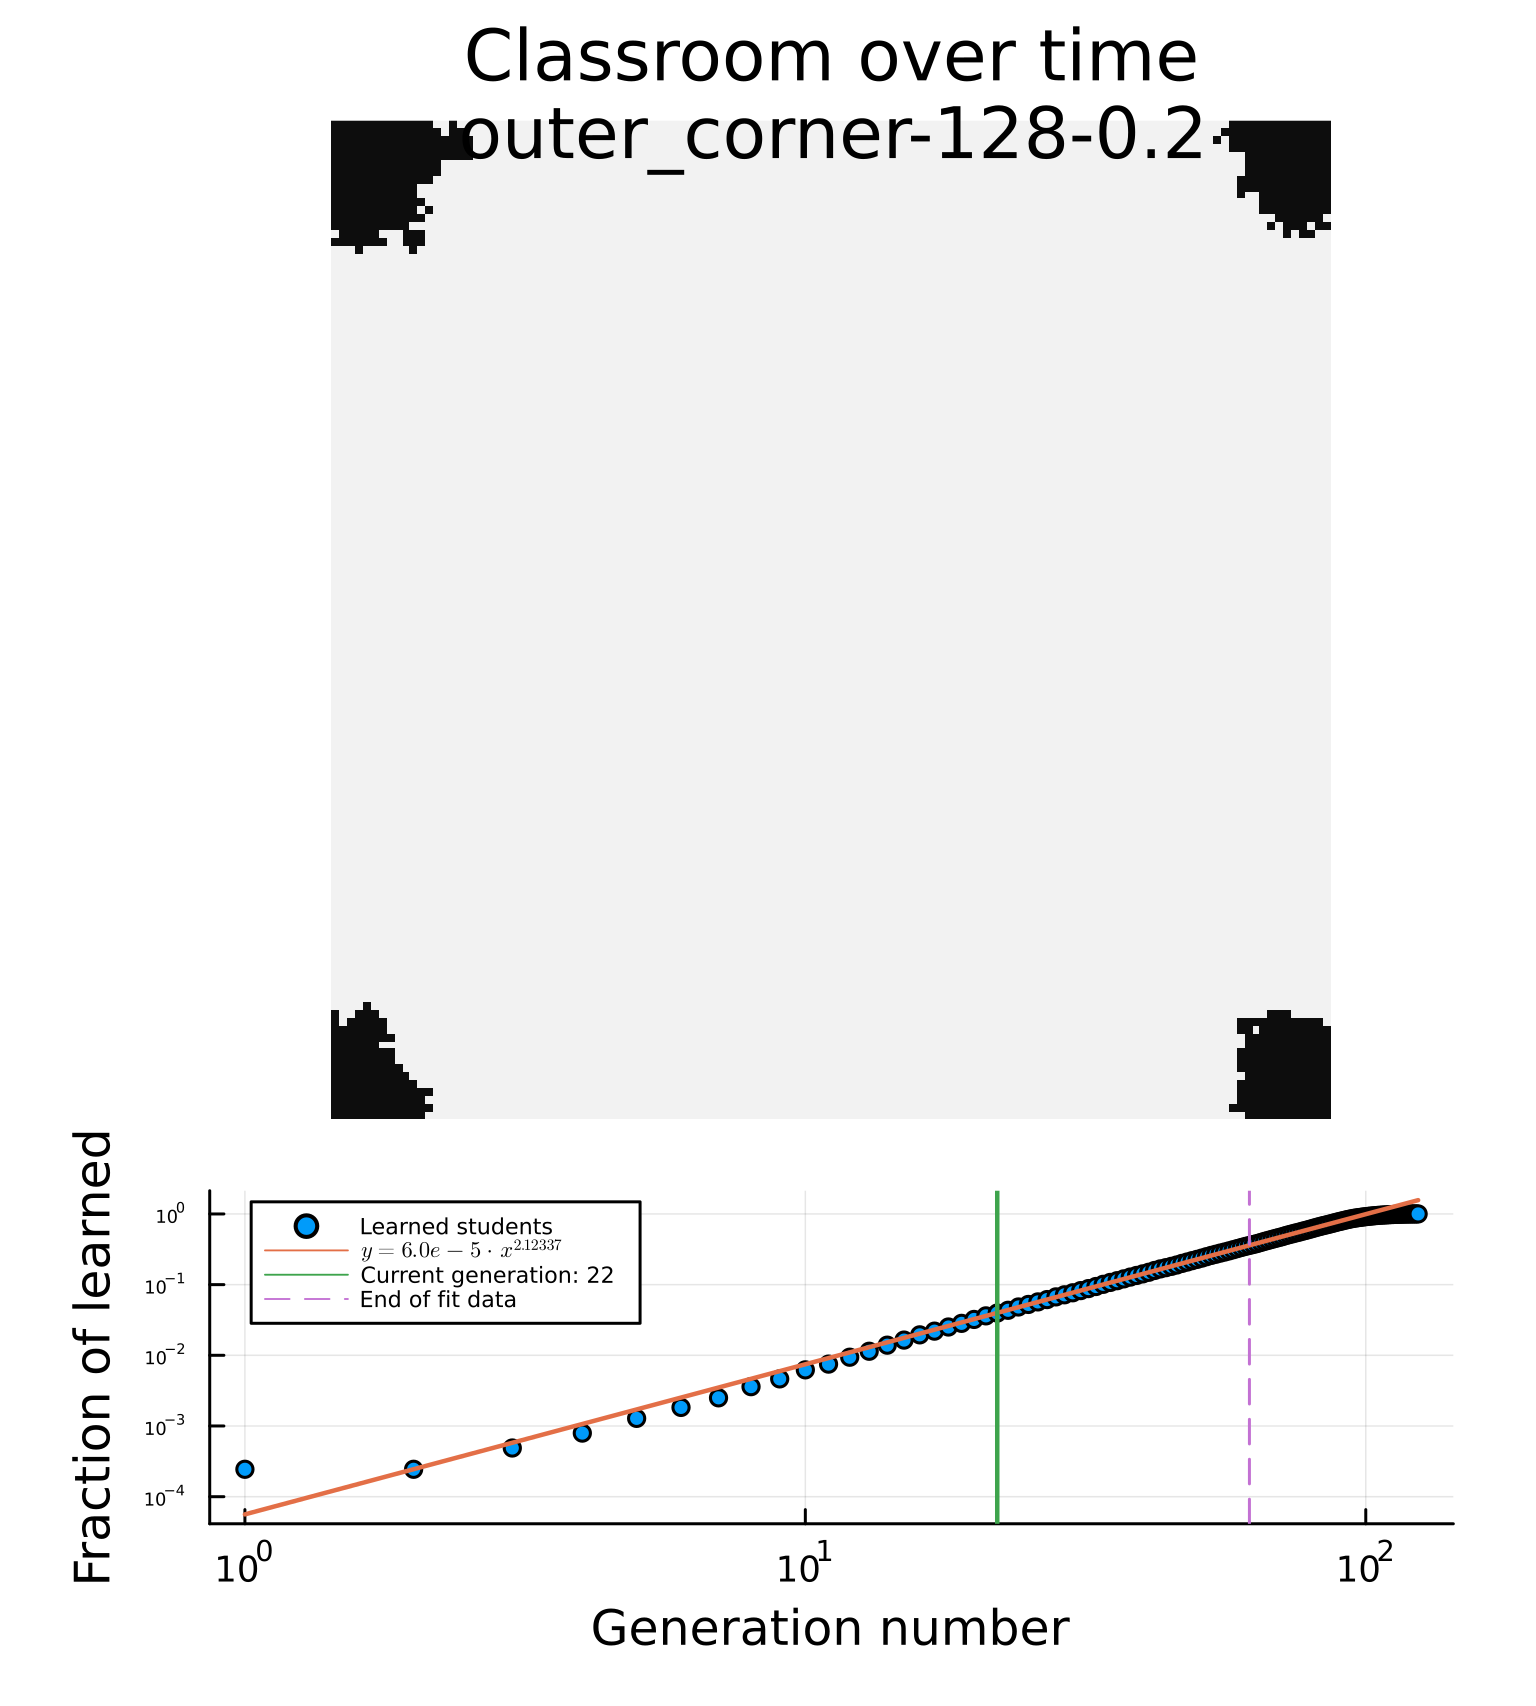 Classroom over time
outer_corner-128-0.2
Fraction of learned
10^0
10^-1
10^-2
10^-3
10^-4
Learned students
y = 6.0e − 5 · x^2.12337
Current generation: 22
End of fit data
10^0 10^1 10^2
Generation number